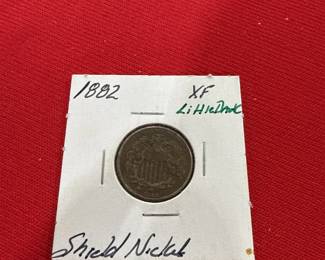 1882 XF
Little Dark
Shield Nickel